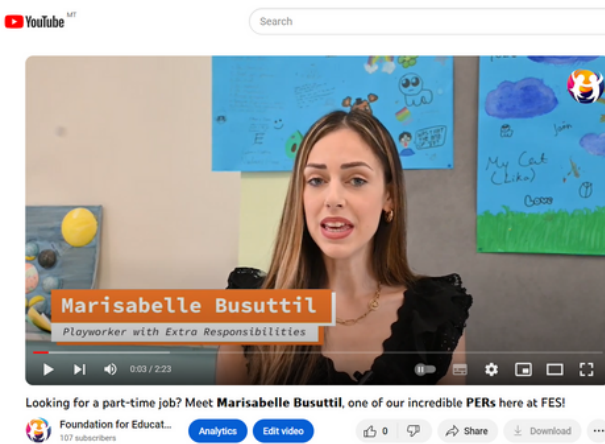 YouTube MT
Search
My Cat
(Lika)
Marisabelle Busuttil
Playworker with Extra Responsibilities
0:03 / 2:23
Looking for a part-time job? Meet Marisabelle Busuttil, one of our incredible PERs here at FES!
Foundation for Educat...
107 subscribers
Analytics
Edit video
0
Share
Download